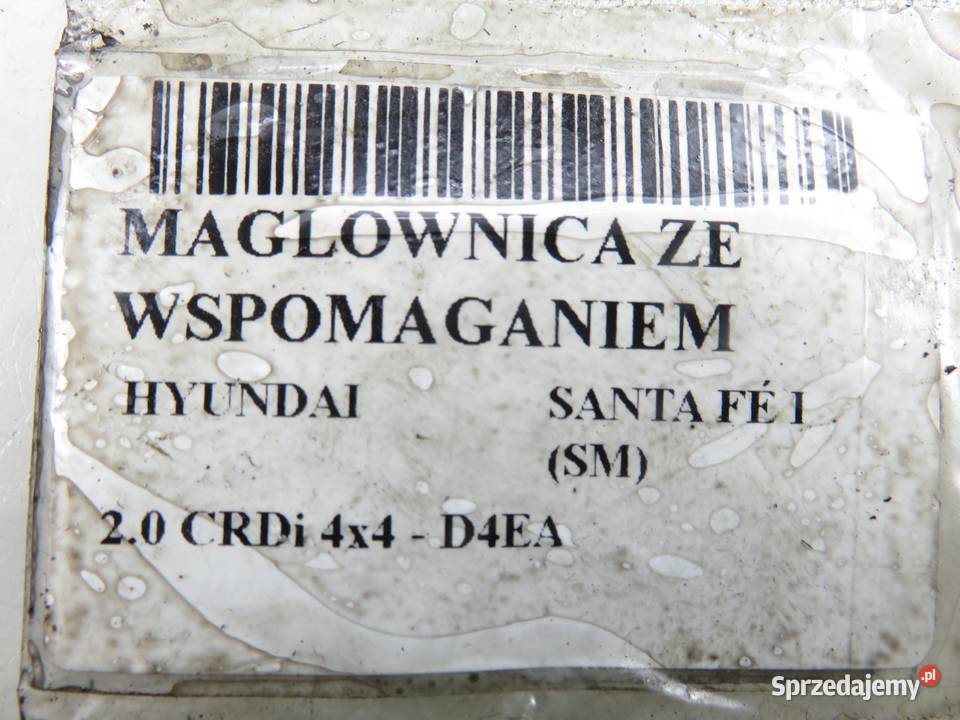 MAGLOWNICA ZE
WSPOMAGANIEM
HYUNDAI SANTA FÉ I
(SM)
2.0 CRDi 4x4 - D4EA
Sprzedajemy.pl